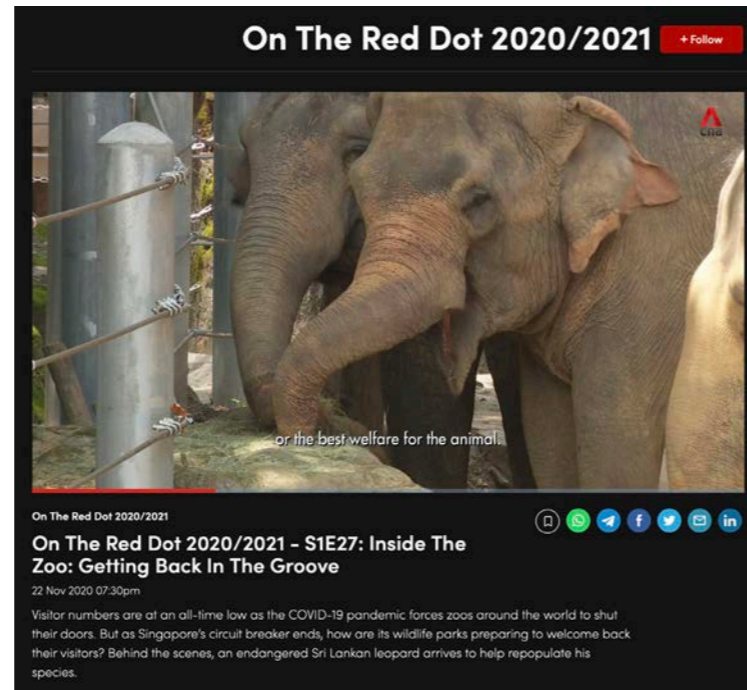 On The Red Dot 2020/2021
+ Follow
cna
or the best welfare for the animal.
On The Red Dot 2020/2021
On The Red Dot 2020/2021 - S1E27: Inside The
Zoo: Getting Back In The Groove
22 Nov 2020 07:30pm
Visitor numbers are at an all-time low as the COVID-19 pandemic forces zoos around the world to shut
their doors. But as Singapore's circuit breaker ends, how are its wildlife parks preparing to welcome back
their visitors? Behind the scenes, an endangered Sri Lankan leopard arrives to help repopulate his
species.